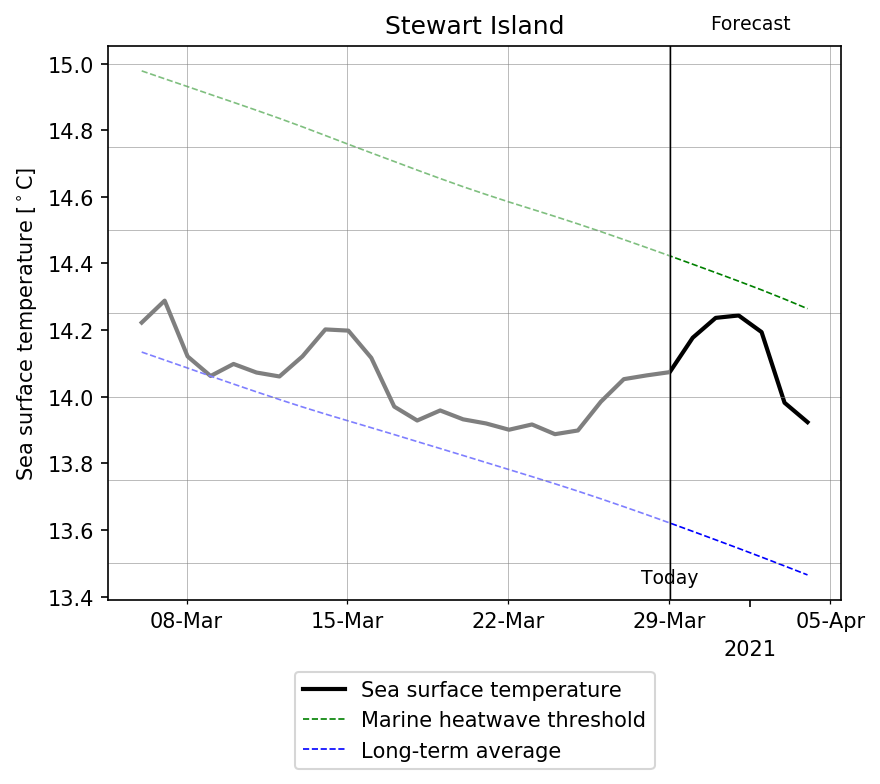 Stewart Island
Forecast
Sea surface temperature [°C]
15.0
14.8
14.6
14.4
14.2
14.0
13.8
13.6
13.4
Today
08-Mar
15-Mar
22-Mar
29-Mar
05-Apr
2021
Sea surface temperature
Marine heatwave threshold
Long-term average